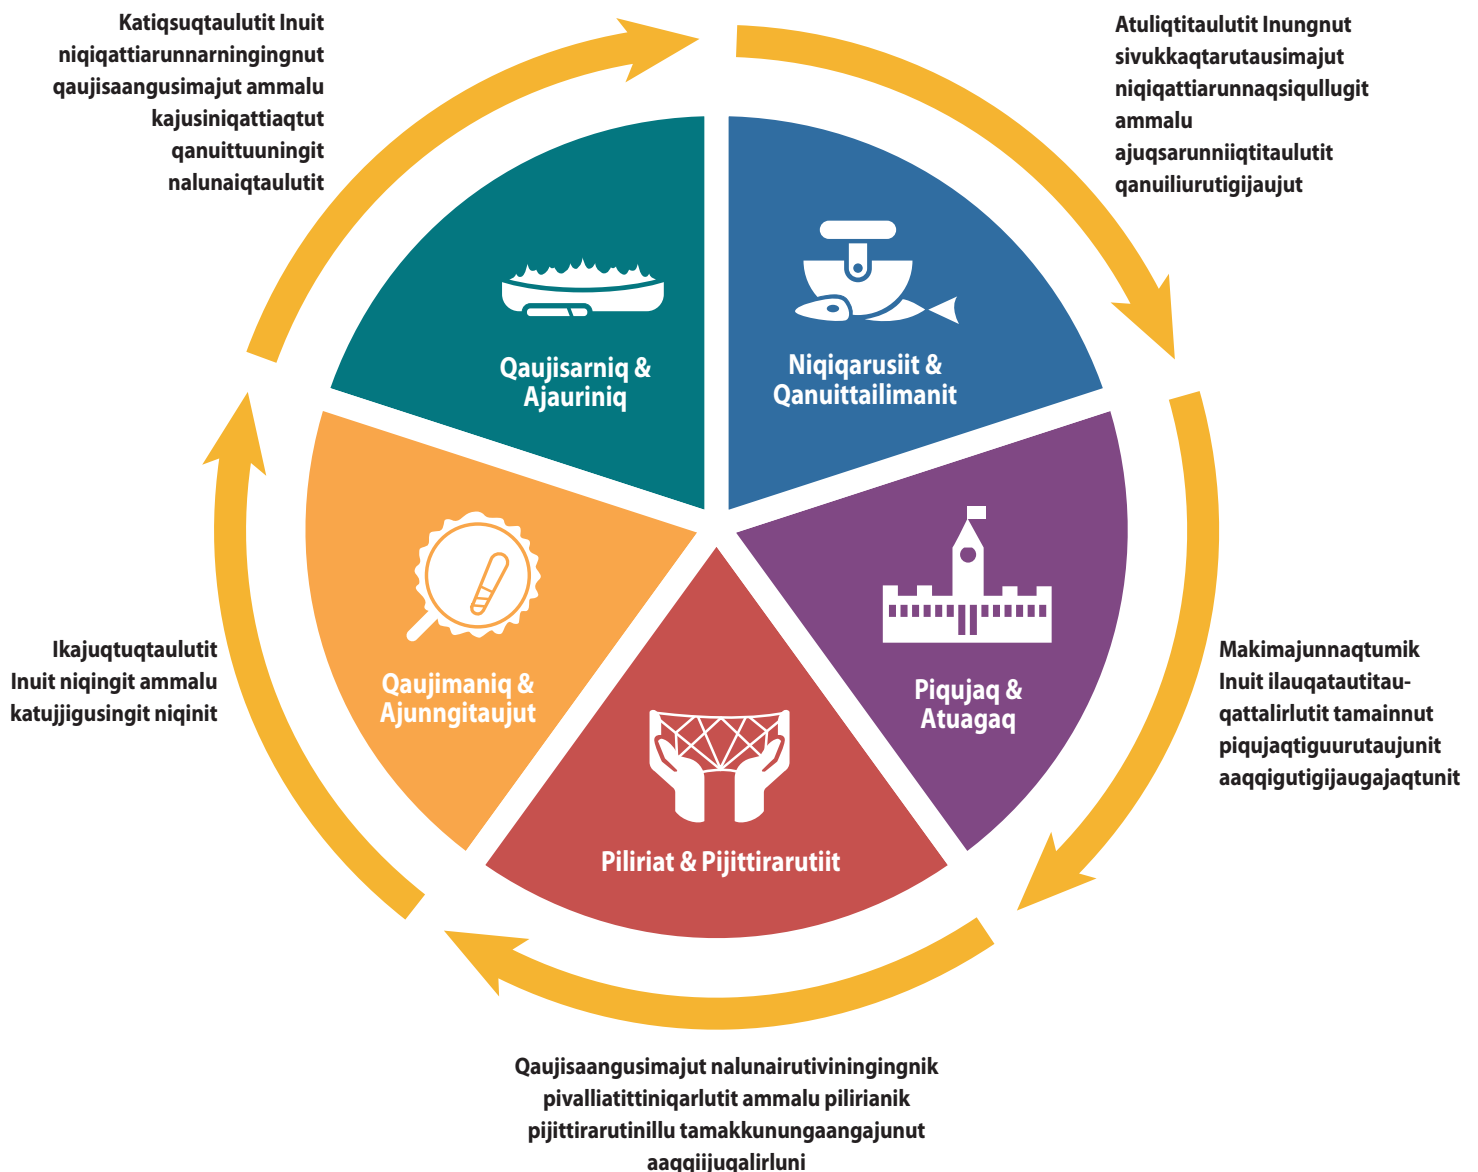 Katiqsuqtaulutit Inuit
niqiqattiarunnarningingnut
qaujisaangusimajut ammalu
kajusiniqattiaqtut
qanuittuuningit
nalunaiqtaulutit
Atuliqtitaulutit Inungnut
sivukkaqtarutausimajut
niqiqattiarunnaqsiqullugit
ammalu
ajuqsarunniiqtitaulutit
qanuiliurutigijaujut
Qaujisarniq &
Ajauriniq
Niqiqarusiit &
Qanuittailimanit
Qaujimaniq &
Ajunngitaujut
Piqujaq &
Atuagaq
Piliriat & Pijittirarutiit
Ikajuqtuqtaulutit
Inuit niqingit ammalu
katujjigusingit niqinit
Makimajunnaqtumik
Inuit ilauqatautitau-
qattalirlutit tamainnut
piqujaqtiguurutaujunit
aaqqigutigijaugajaqtunit
Qaujisaangusimajut nalunairutiviningingnik
pivalliatittiniqarlutit ammalu pilirianik
pijittirarutinillu tamakkunungaangajunut
aaqqiijuqalirluni